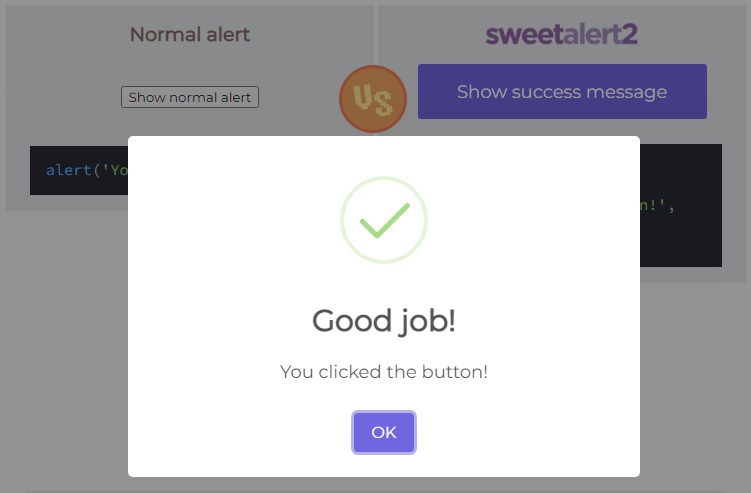 Normal alert
sweetalert2
Show normal alert
VS
Show success message
alert('Yo
n!',
Good job!
You clicked the button!
OK